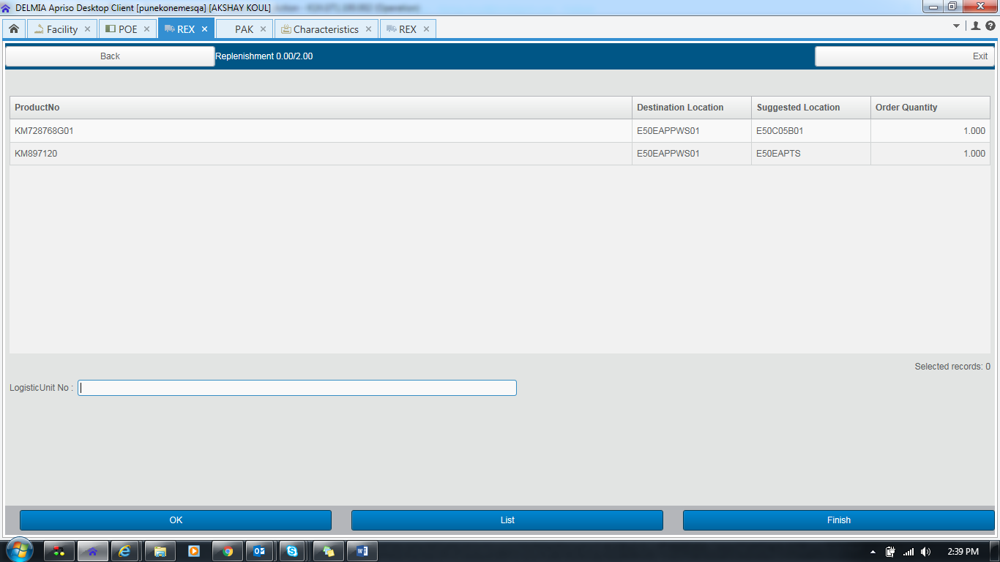 DELMIA Apriso Desktop Client [punekonemesqa] [AKSHAY KOUL]
Facility POE REX PAK Characteristics REX
Back Replenishment 0.00/2.00 Exit
ProductNo Destination Location Suggested Location Order Quantity
KM728768G01 E50EAPPWS01 E50C05B01 1.000
KM897120 E50EAPPWS01 E50EAPTS 1.000
Selected records: 0
LogisticUnit No :
OK List Finish
2:39 PM